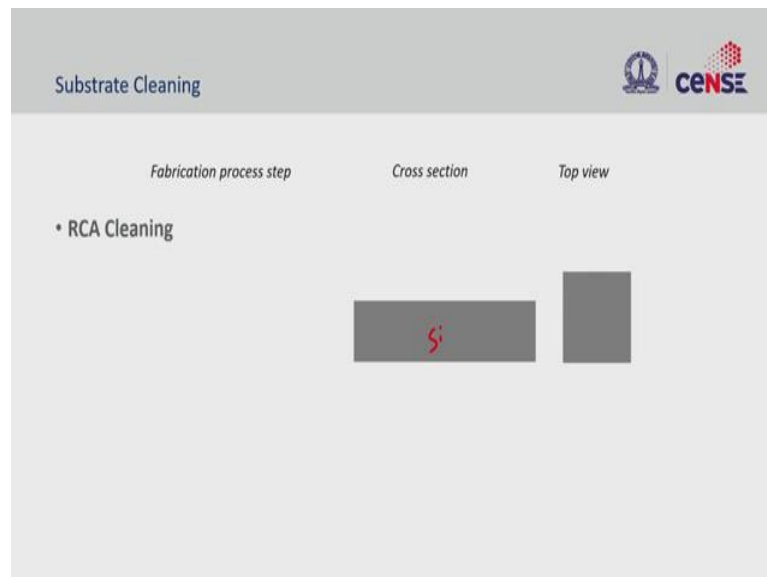 Substrate Cleaning
CeNSE
Fabrication process step Cross section Top view
• RCA Cleaning
Si